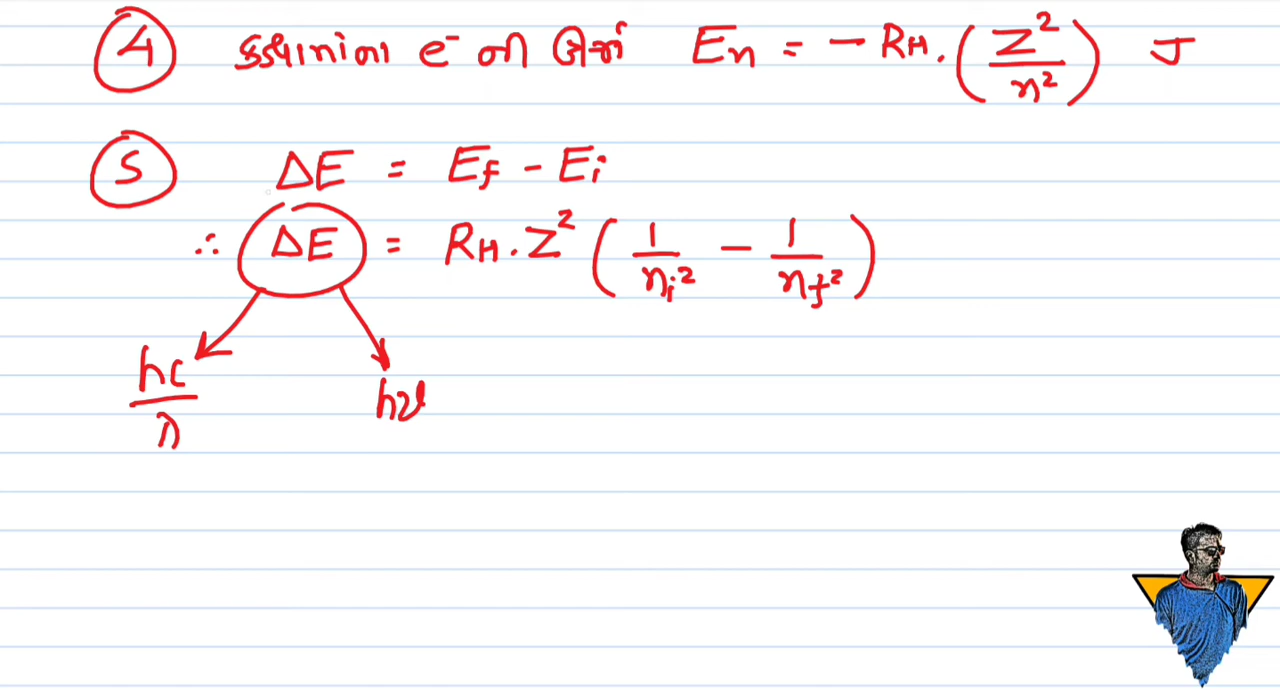 ④ કક્ષામાંના e⁻ ની ઊર્જા Eₙ = − R_H . (Z²/n²) J
⑤ ΔE = E_f − E_i
∴ ΔE = R_H . Z² (1/n_i² − 1/n_f²)
hc/λ hν